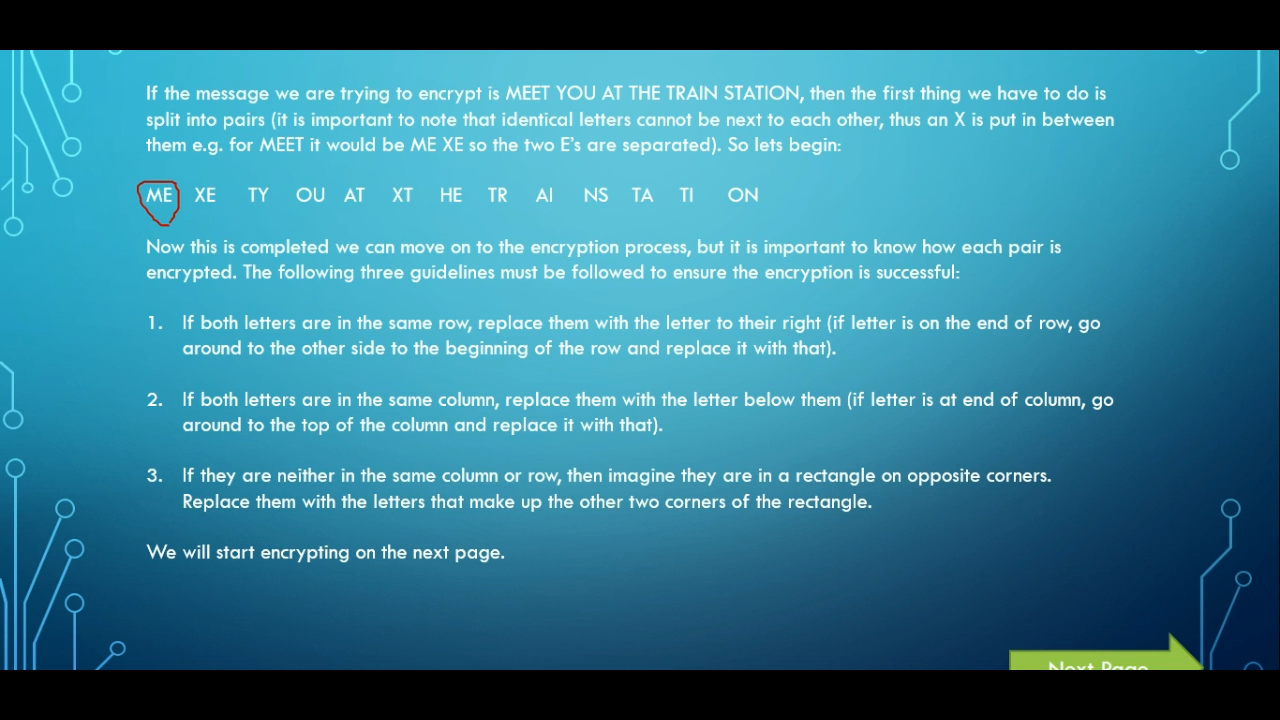 If the message we are trying to encrypt is MEET YOU AT THE TRAIN STATION, then the first thing we have to do is
split into pairs (it is important to note that identical letters cannot be next to each other, thus an X is put in between
them e.g. for MEET it would be ME XE so the two E's are separated). So lets begin:
ME XE TY OU AT XT HE TR AI NS TA TI ON
Now this is completed we can move on to the encryption process, but it is important to know how each pair is
encrypted. The following three guidelines must be followed to ensure the encryption is successful:
1. If both letters are in the same row, replace them with the letter to their right (if letter is on the end of row, go
around to the other side to the beginning of the row and replace it with that).
2. If both letters are in the same column, replace them with the letter below them (if letter is at end of column, go
around to the top of the column and replace it with that).
3. If they are neither in the same column or row, then imagine they are in a rectangle on opposite corners.
Replace them with the letters that make up the other two corners of the rectangle.
We will start encrypting on the next page.
Next Page